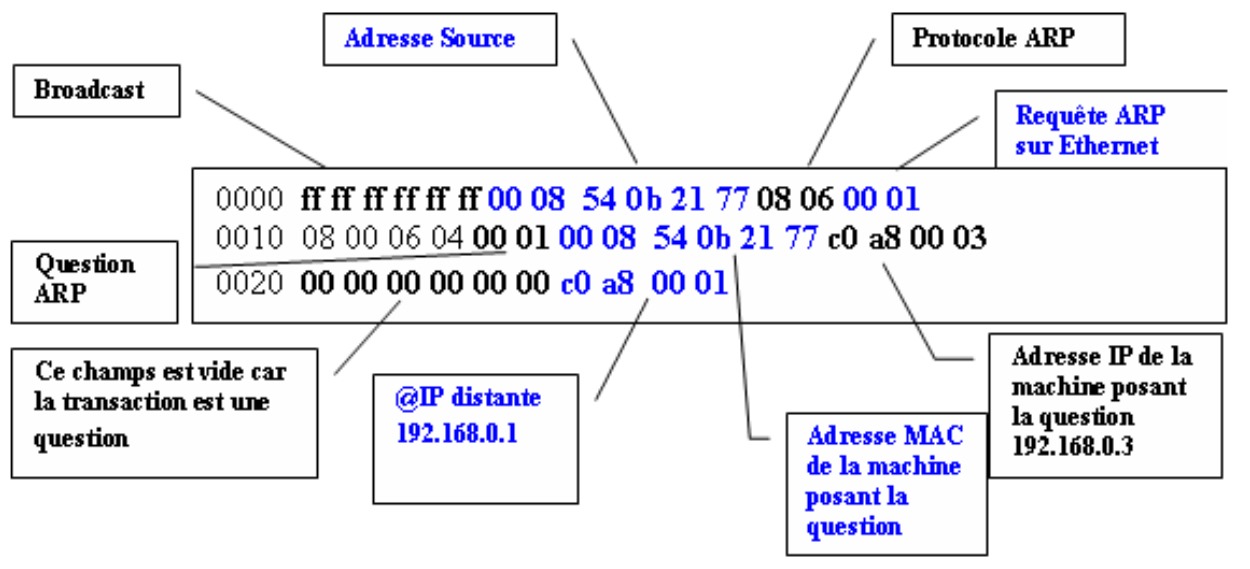 Adresse Source
Protocole ARP
Broadcast
Requête ARP
sur Ethernet
0000 ff ff ff ff ff ff 00 08 54 0b 21 77 08 06 00 01
0010 08 00 06 04 00 01 00 08 54 0b 21 77 c0 a8 00 03
0020 00 00 00 00 00 00 c0 a8 00 01
Question
ARP
Ce champs est vide car
la transaction est une
question
@IP distante
192.168.0.1
Adresse MAC
de la machine
posant la
question
Adresse IP de la
machine posant
la question
192.168.0.3